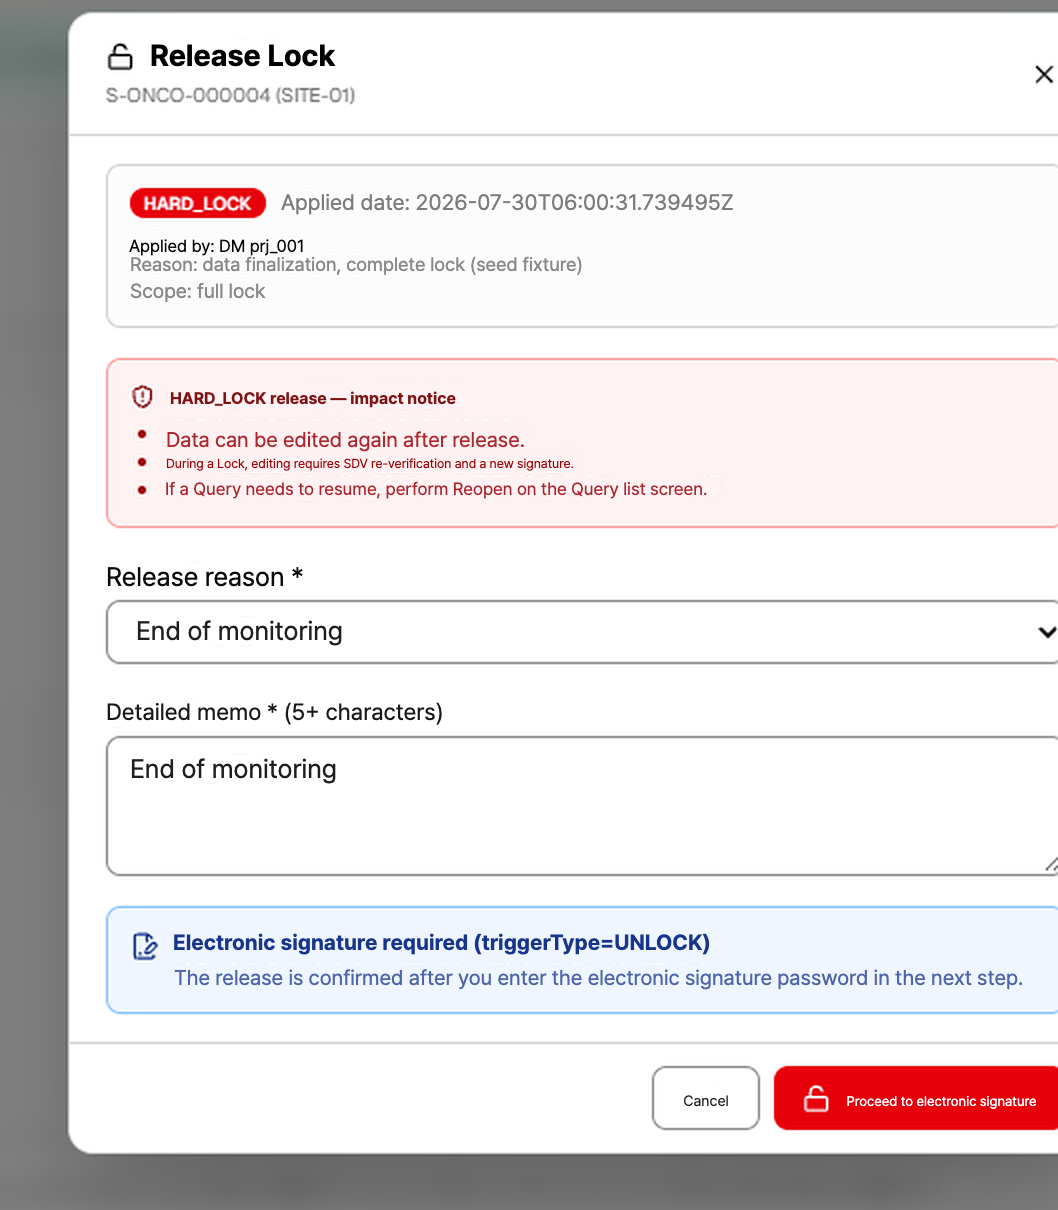 Release Lock
S-ONCO-000004 (SITE-01)
HARD_LOCK Applied date: 2026-07-30T06:00:31.739495Z
Applied by: DM prj_001
Reason: data finalization, complete lock (seed fixture)
Scope: full lock
HARD_LOCK release — impact notice
Data can be edited again after release.
During a Lock, editing requires SDV re-verification and a new signature.
If a Query needs to resume, perform Reopen on the Query list screen.
Release reason *
End of monitoring
Detailed memo * (5+ characters)
End of monitoring
Electronic signature required (triggerType=UNLOCK)
The release is confirmed after you enter the electronic signature password in the next step.
Cancel Proceed to electronic signature